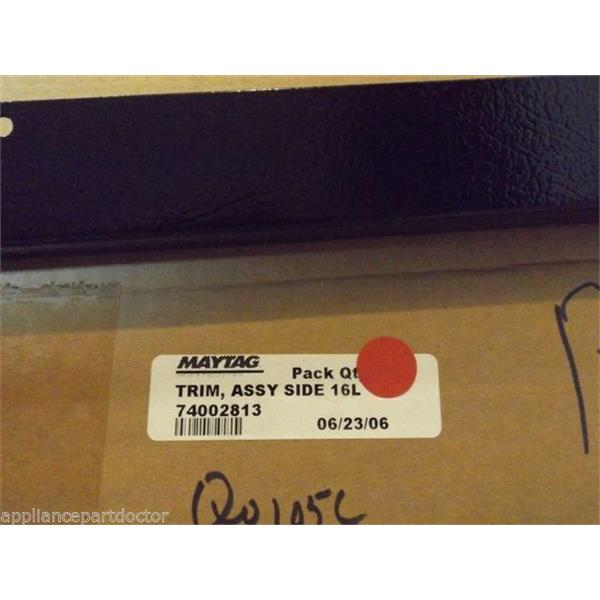 MAYTAG
Pack Qt
TRIM, ASSY SIDE 16L
74002813
06/23/06
appliancepartdoctor